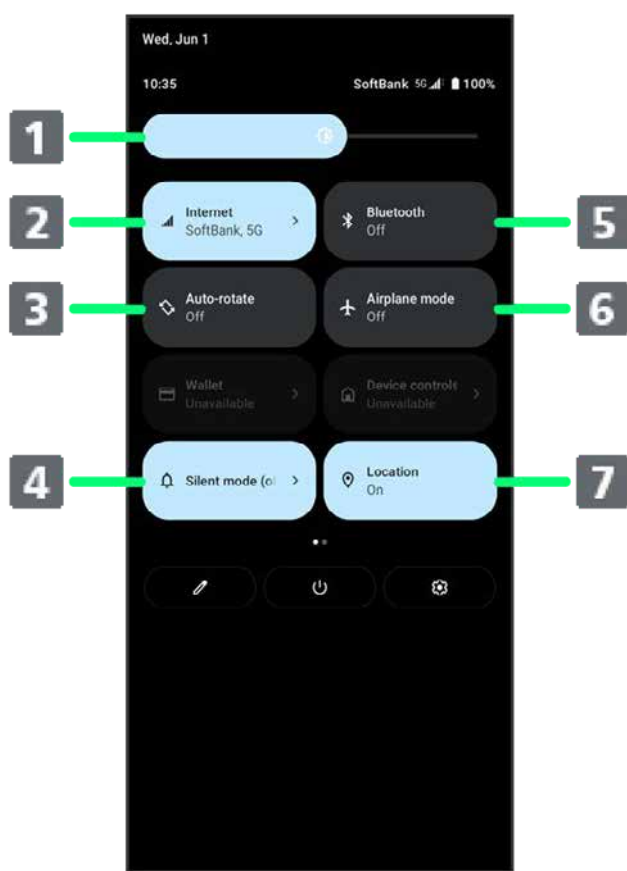 Wed, Jun 1
10:35 SoftBank 5G 100%
1
2 Internet Bluetooth 5
SoftBank, 5G Off
3 Auto-rotate Airplane mode 6
Off Off
Wallet Device controls
Unavailable Unavailable
4 Silent mode (o Location 7
On